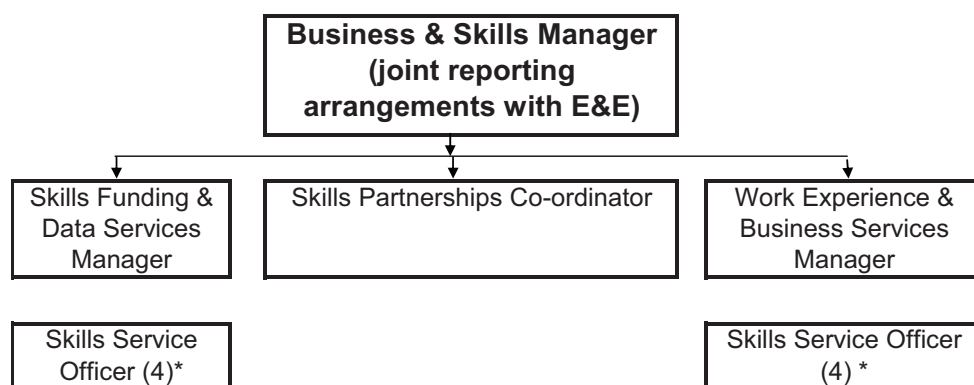 Business & Skills Manager
(joint reporting
arrangements with E&E)
Skills Funding &
Data Services
Manager
Skills Partnerships Co-ordinator
Work Experience &
Business Services
Manager
Skills Service
Officer (4)*
Skills Service Officer
(4) *